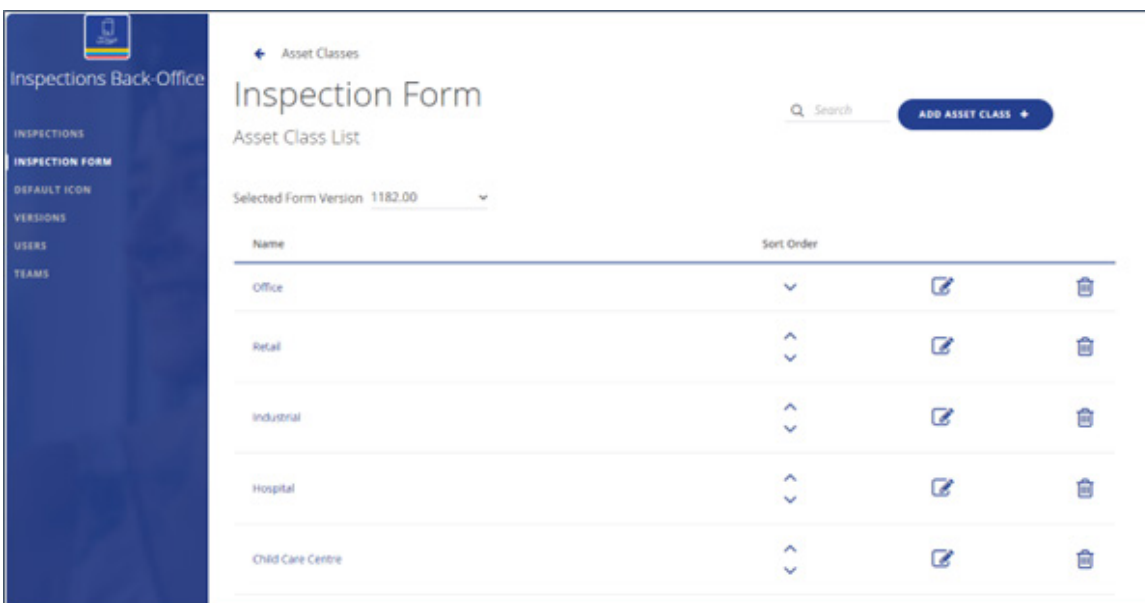 Inspections Back-Office
INSPECTIONS
INSPECTION FORM
DEFAULT ICON
VERSIONS
USERS
TEAMS
Asset Classes
Inspection Form
Asset Class List
Search
ADD ASSET CLASS +
Selected Form Version 1182.00
Name Sort Order
Office
Retail
Industrial
Hospital
Child Care Centre